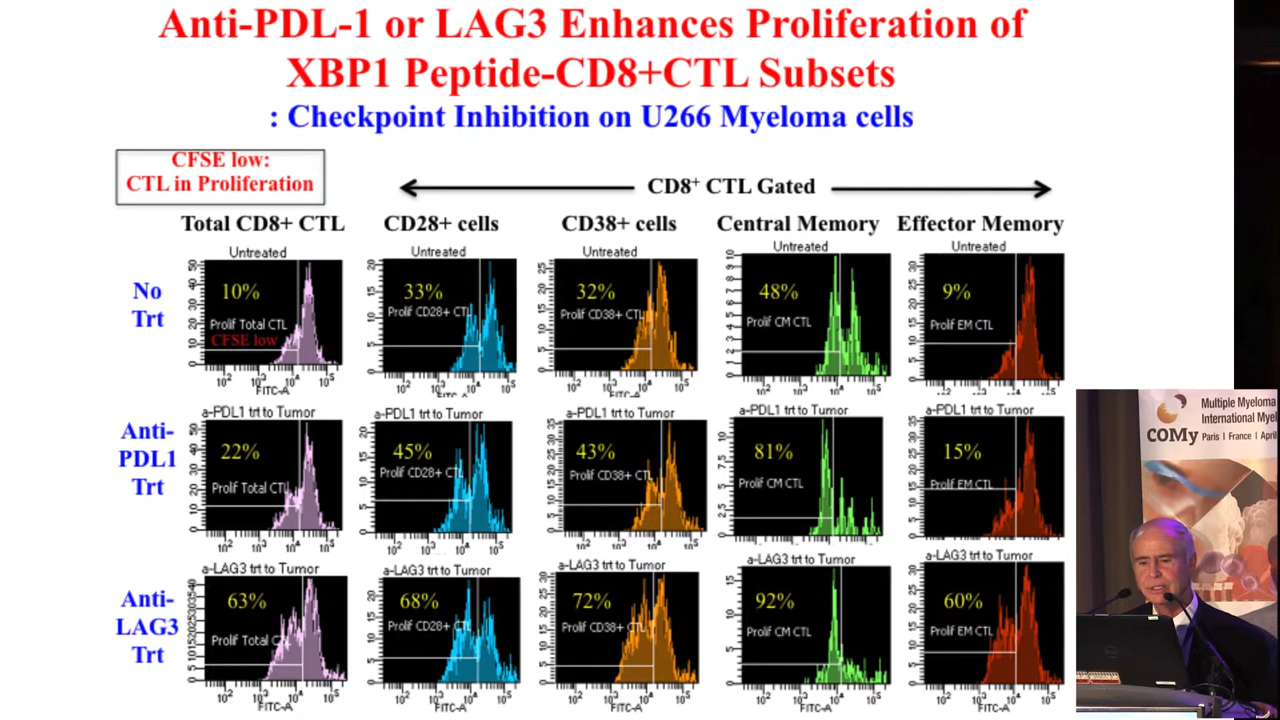 Anti-PDL-1 or LAG3 Enhances Proliferation of
XBP1 Peptide-CD8+CTL Subsets
: Checkpoint Inhibition on U266 Myeloma cells
CFSE low:
CTL in Proliferation
CD8+ CTL Gated
Total CD8+ CTL CD28+ cells CD38+ cells Central Memory Effector Memory
No
Trt
Untreated
10%
Prolif Total CTL
CFSE low
FITC-A
Untreated
33%
Prolif CD28+ CTL
Untreated
32%
Prolif CD38+ CTL
FITC-A
Untreated
48%
Prolif CM CTL
Untreated
9%
Prolif EM CTL
Anti-
PDL1
Trt
a-PDL1 trt to Tumor
22%
Prolif Total CTL
a-PDL1 trt to Tumor
45%
Prolif CD28+ CTL
a-PDL1 trt to Tumor
43%
Prolif CD38+ CTL
a-PDL1 trt to Tumor
81%
Prolif CM CTL
a-PDL1 trt to Tumor
15%
Prolif EM CTL
Anti-
LAG3
Trt
a-LAG3 trt to Tumor
63%
Prolif Total C
FITC-A
a-LAG3 trt to Tumor
68%
Prolif CD28+ CTL
FITC-A
a-LAG3 trt to Tumor
72%
Prolif CD38+ CTL
FITC-A
a-LAG3 trt to Tumor
92%
Prolif CM CTL
FITC-A
a-LAG3 trt to Tumor
60%
Prolif EM CTL
FITC-A
COMy
Multiple Myeloma
International Mye
Paris | France | April